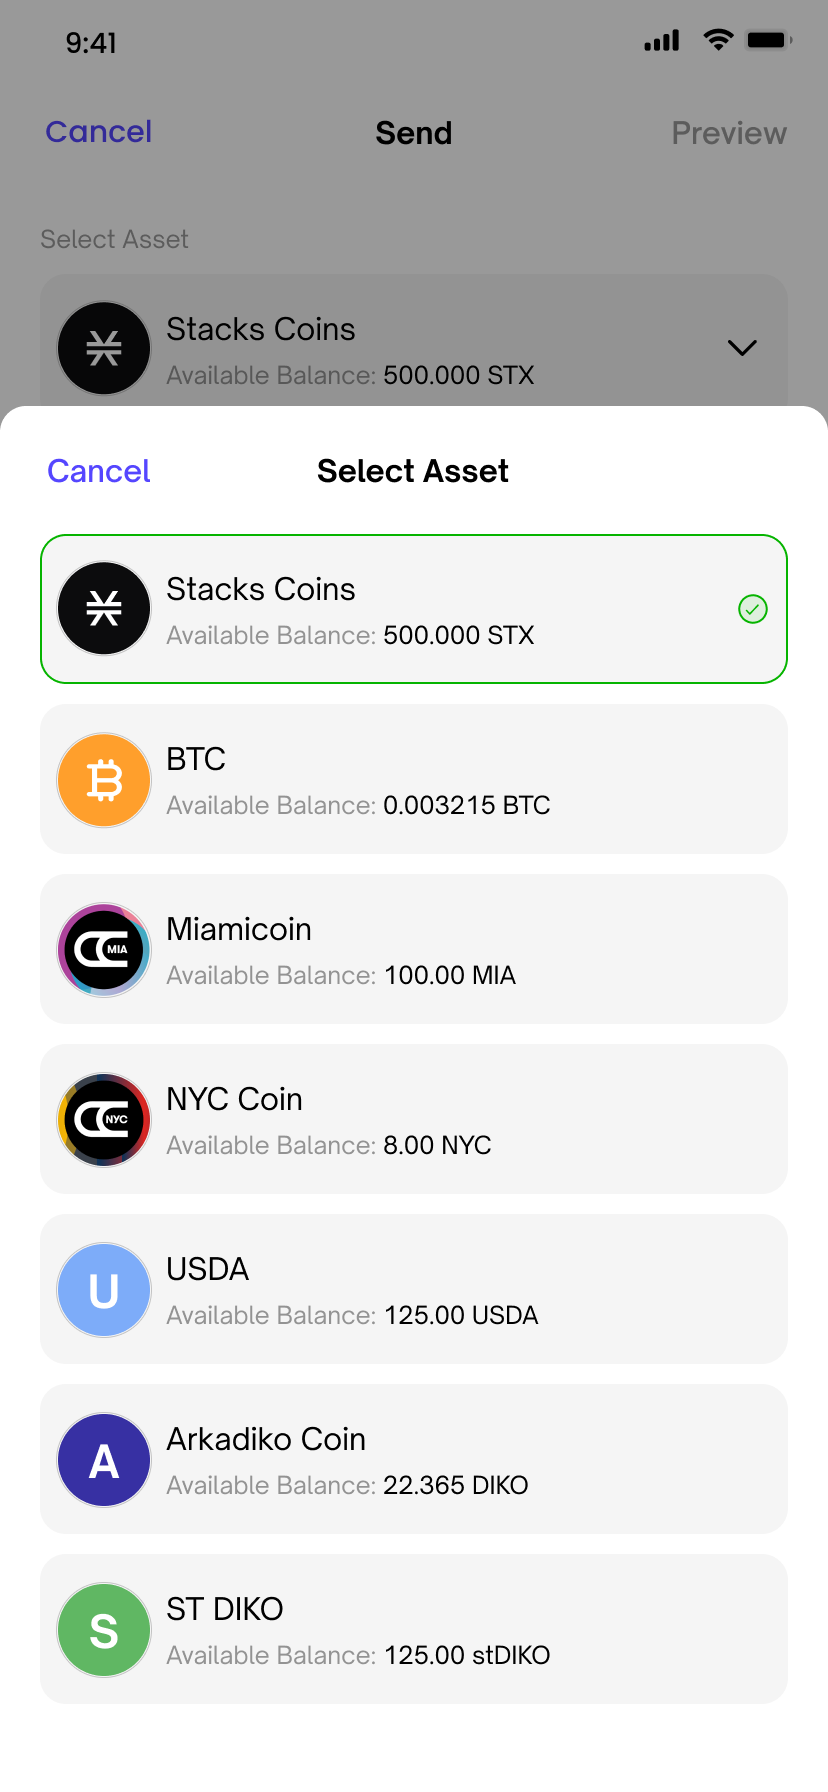 9:41
Cancel Send Preview
Select Asset
Stacks Coins
Available Balance: 500.000 STX
Cancel Select Asset
Stacks Coins
Available Balance: 500.000 STX
BTC
Available Balance: 0.003215 BTC
MIA
Miamicoin
Available Balance: 100.00 MIA
NYC
NYC Coin
Available Balance: 8.00 NYC
U
USDA
Available Balance: 125.00 USDA
A
Arkadiko Coin
Available Balance: 22.365 DIKO
S
ST DIKO
Available Balance: 125.00 stDIKO